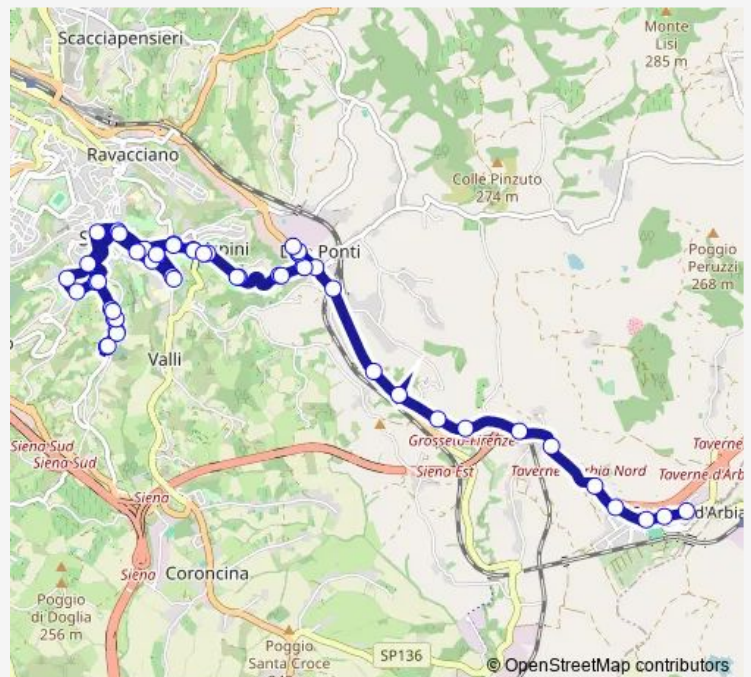 Scacciapensieri
Monte
Lisi
285 m
Ravacciano
Colle Pinzuto
274 m
S
pini
D
Ponti
Poggio
Peruzzi
268 m
Valli
Siena Sud
Siena Sud
Grosseto-Firenze
Siena Est
Taverne
Arbia Nord
Taverne
Taverne d'Arb
Siena
d'Arbia
Siena
Coroncina
Poggio
di Doglia
256 m
Poggio
Santa Croce
SP136
© OpenStreetMap contributors